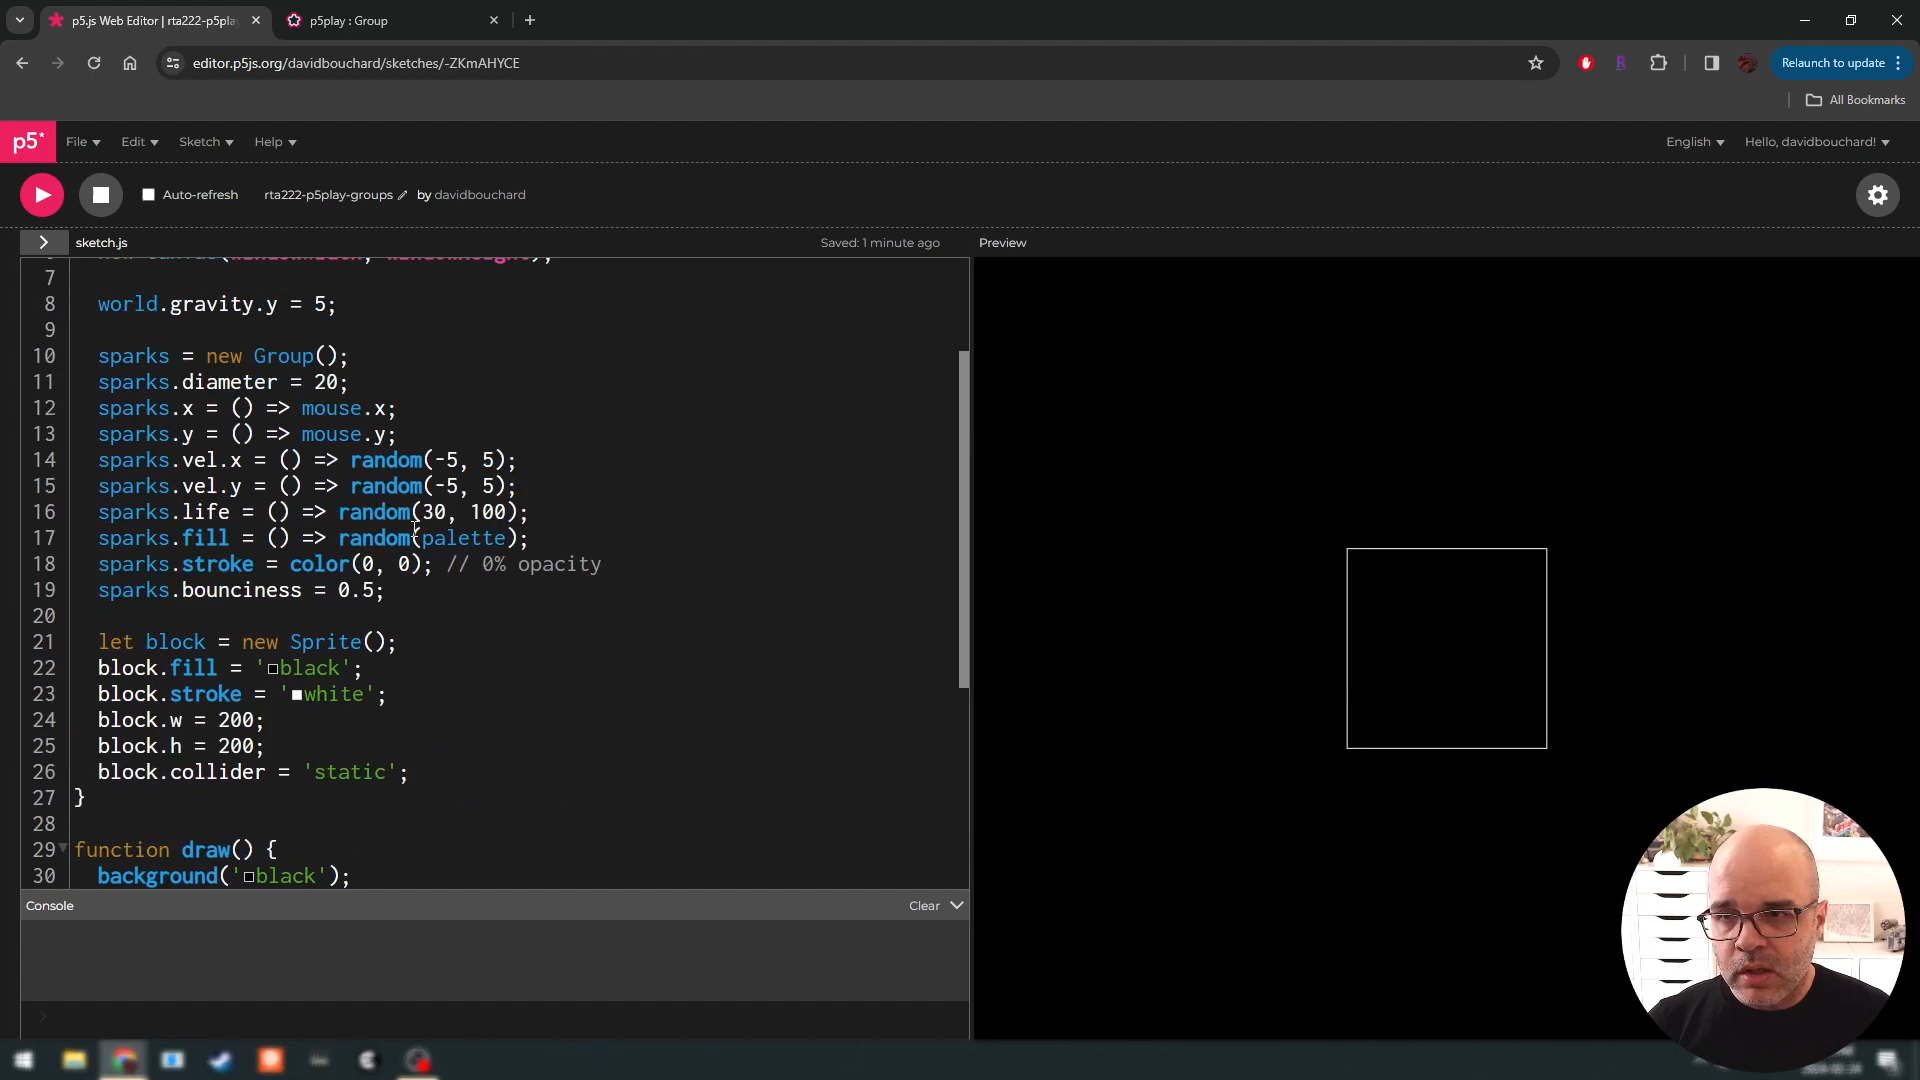 p5.js Web Editor | rta222-p5pla
p5play : Group
editor.p5js.org/davidbouchard/sketches/-ZKmAHYCE
Relaunch to update
All Bookmarks
p5*
File
Edit
Sketch
Help
English
Hello, davidbouchard!
Auto-refresh
rta222-p5play-groups
by davidbouchard
sketch.js
Saved: 1 minute ago
Preview
7
8 world.gravity.y = 5;
9
10 sparks = new Group();
11 sparks.diameter = 20;
12 sparks.x = () => mouse.x;
13 sparks.y = () => mouse.y;
14 sparks.vel.x = () => random(-5, 5);
15 sparks.vel.y = () => random(-5, 5);
16 sparks.life = () => random(30, 100);
17 sparks.fill = () => random(palette);
18 sparks.stroke = color(0, 0); // 0% opacity
19 sparks.bounciness = 0.5;
20
21 let block = new Sprite();
22 block.fill = 'black';
23 block.stroke = 'white';
24 block.w = 200;
25 block.h = 200;
26 block.collider = 'static';
27 }
28
29 function draw() {
30 background('black');
Console
Clear